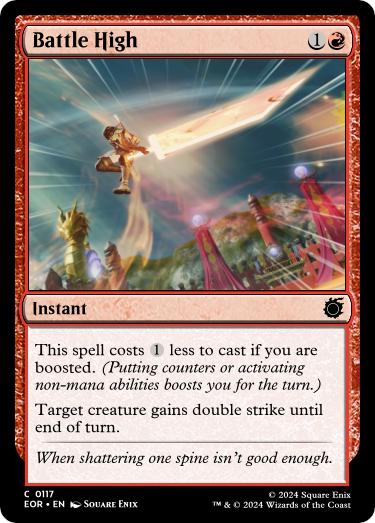 Battle High 1
Instant
This spell costs 1 less to cast if you are
boosted. (Putting counters or activating
non-mana abilities boosts you for the turn.)
Target creature gains double strike until
end of turn.
When shattering one spine isn't good enough.
C 0117 © 2024 Square Enix
EOR • EN SQUARE ENIX ™ & © 2024 Wizards of the Coast